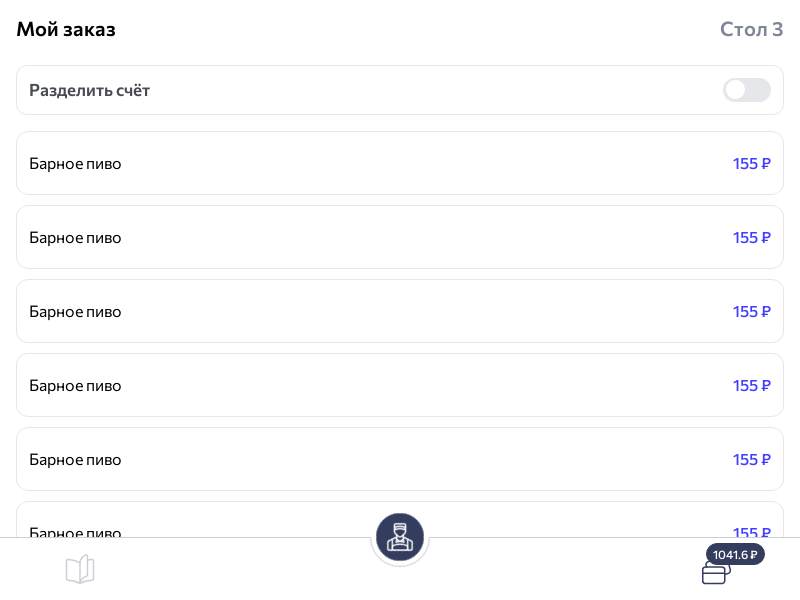 Мой заказ
Стол 3
Разделить счёт
Барное пиво 155 ₽
Барное пиво 155 ₽
Барное пиво 155 ₽
Барное пиво 155 ₽
Барное пиво 155 ₽
Барное пиво 155 ₽
1041.6 ₽